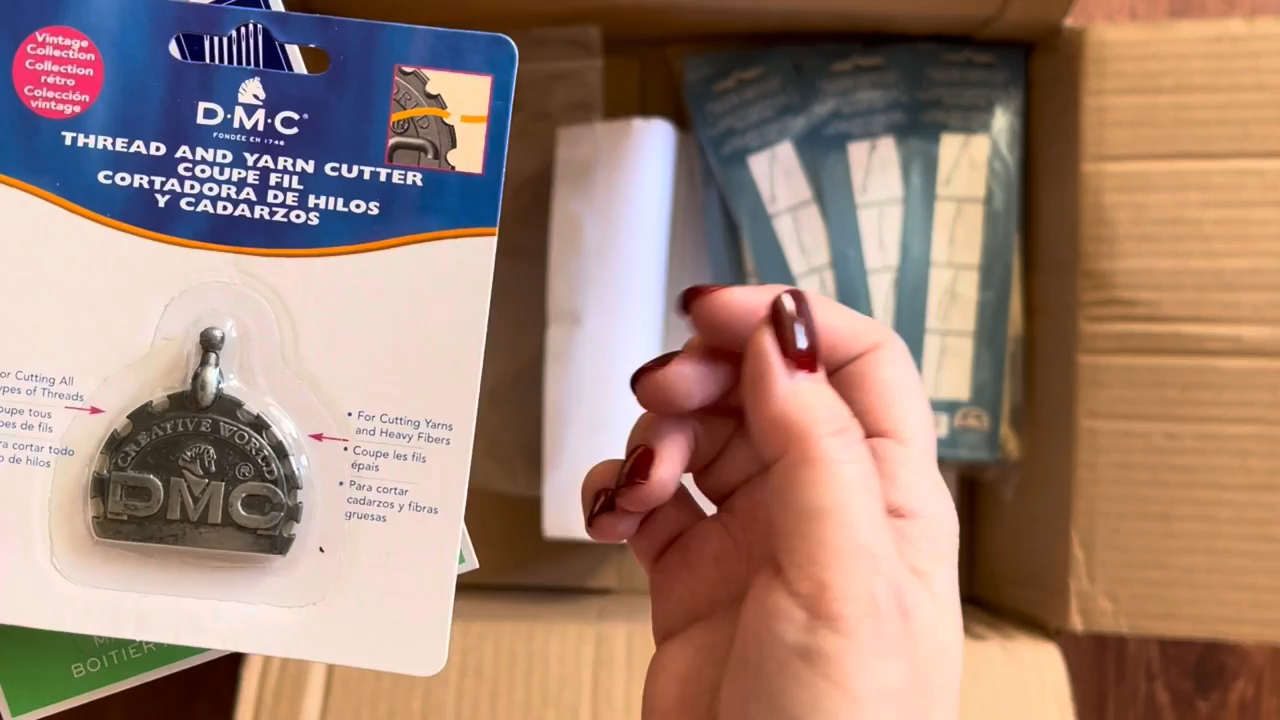 Vintage
Collection
Collection
rétro
Colección
vintage
D·M·C®
FONDÉE EN 1746
THREAD AND YARN CUTTER
COUPE FIL
CORTADORA DE HILOS
Y CADARZOS
or Cutting All
ypes of Threads
oupe tous
pes de fils
ra cortar todo
o de hilos
CREATIVE WORLD
®
DMC
• For Cutting Yarns
and Heavy Fibers
• Coupe les fils
épais
• Para cortar
cadarzos y fibras
gruesas
BOITIER